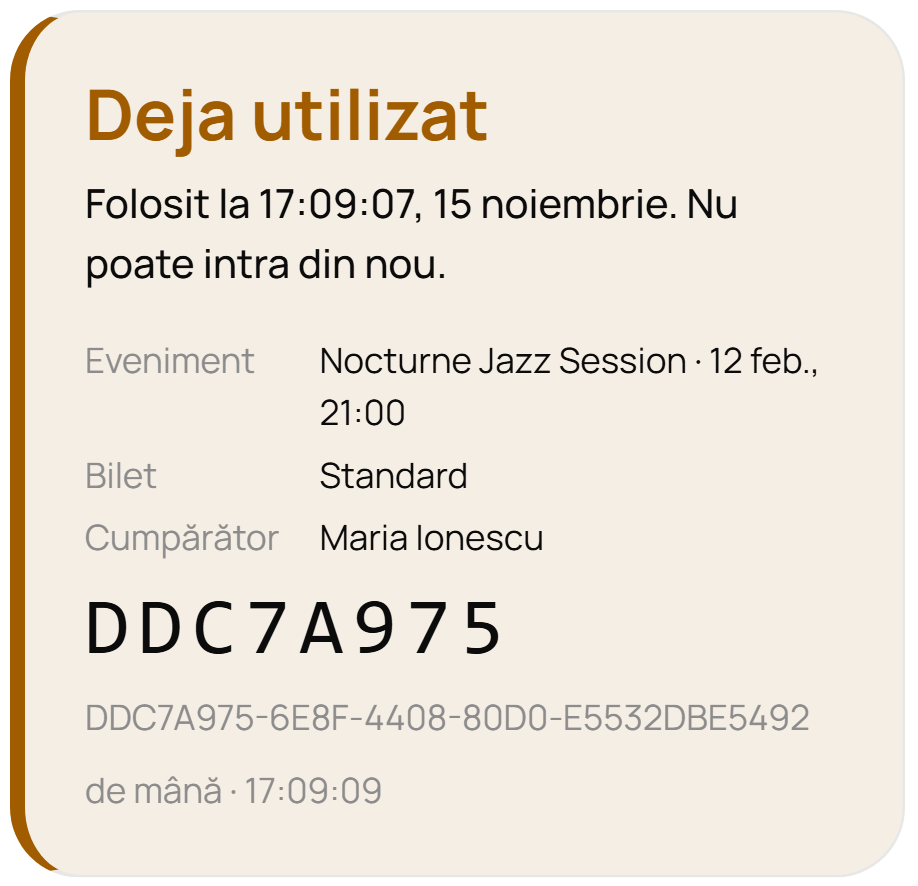 Deja utilizat
Folosit la 17:09:07, 15 noiembrie. Nu
poate intra din nou.
Eveniment Nocturne Jazz Session · 12 feb.,
21:00
Bilet Standard
Cumpărător Maria Ionescu
DDC7A975
DDC7A975-6E8F-4408-80D0-E5532DBE5492
de mână · 17:09:09